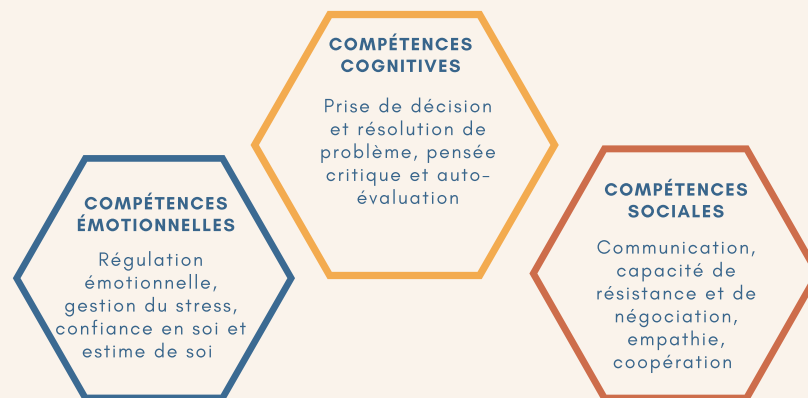 COMPÉTENCES
COGNITIVES
Prise de décision
et résolution de
problème, pensée
critique et auto-
évaluation
COMPÉTENCES
ÉMOTIONNELLES
Régulation
émotionnelle,
gestion du stress,
confiance en soi et
estime de soi
COMPÉTENCES
SOCIALES
Communication,
capacité de
résistance et de
négociation,
empathie,
coopération